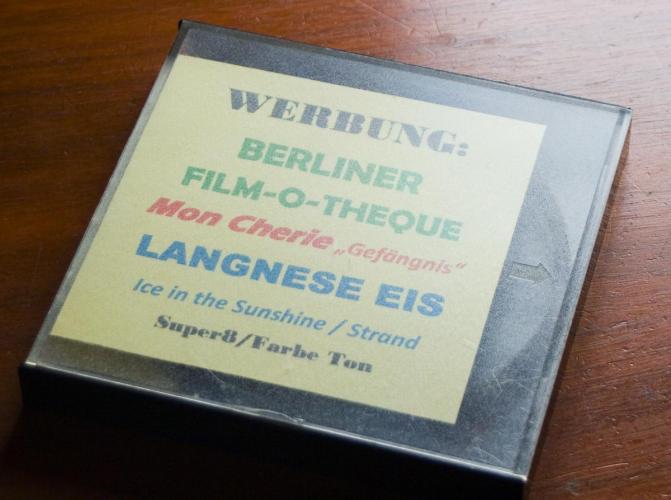 WERBUNG:
BERLINER
FILM-O-THEQUE
Mon Cherie „Gefängnis"
LANGNESE EIS
Ice in the Sunshine / Strand
Super8/Farbe Ton